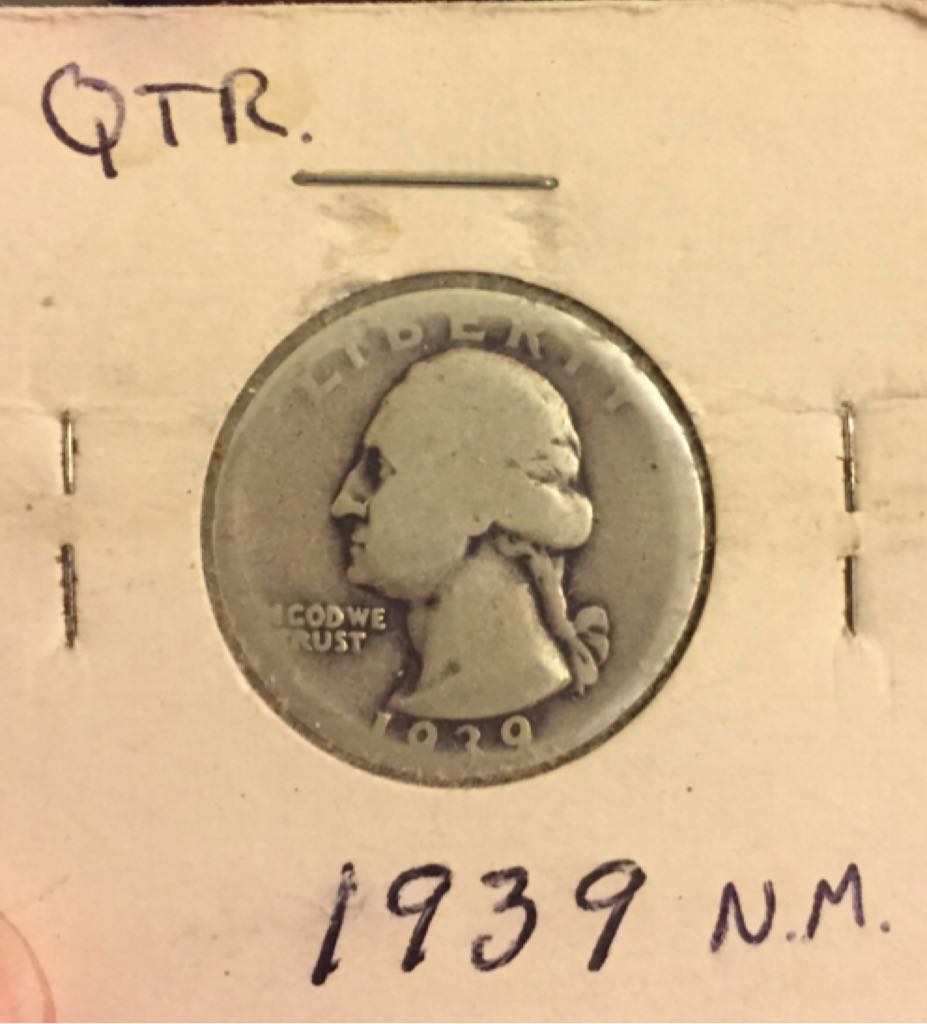 QTR.
LIBERTY
GOD WE
TRUST
1939
1939 N.M.